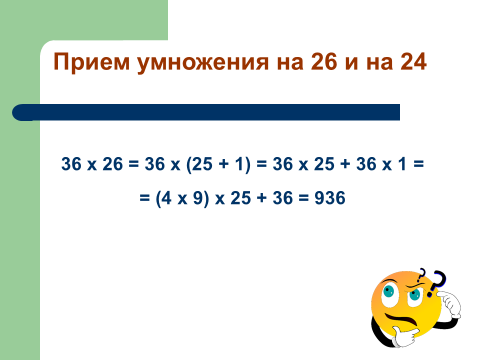 Прием умножения на 26 и на 24
36 x 26 = 36 x (25 + 1) = 36 x 25 + 36 x 1 =
= (4 x 9) x 25 + 36 = 936
? ?